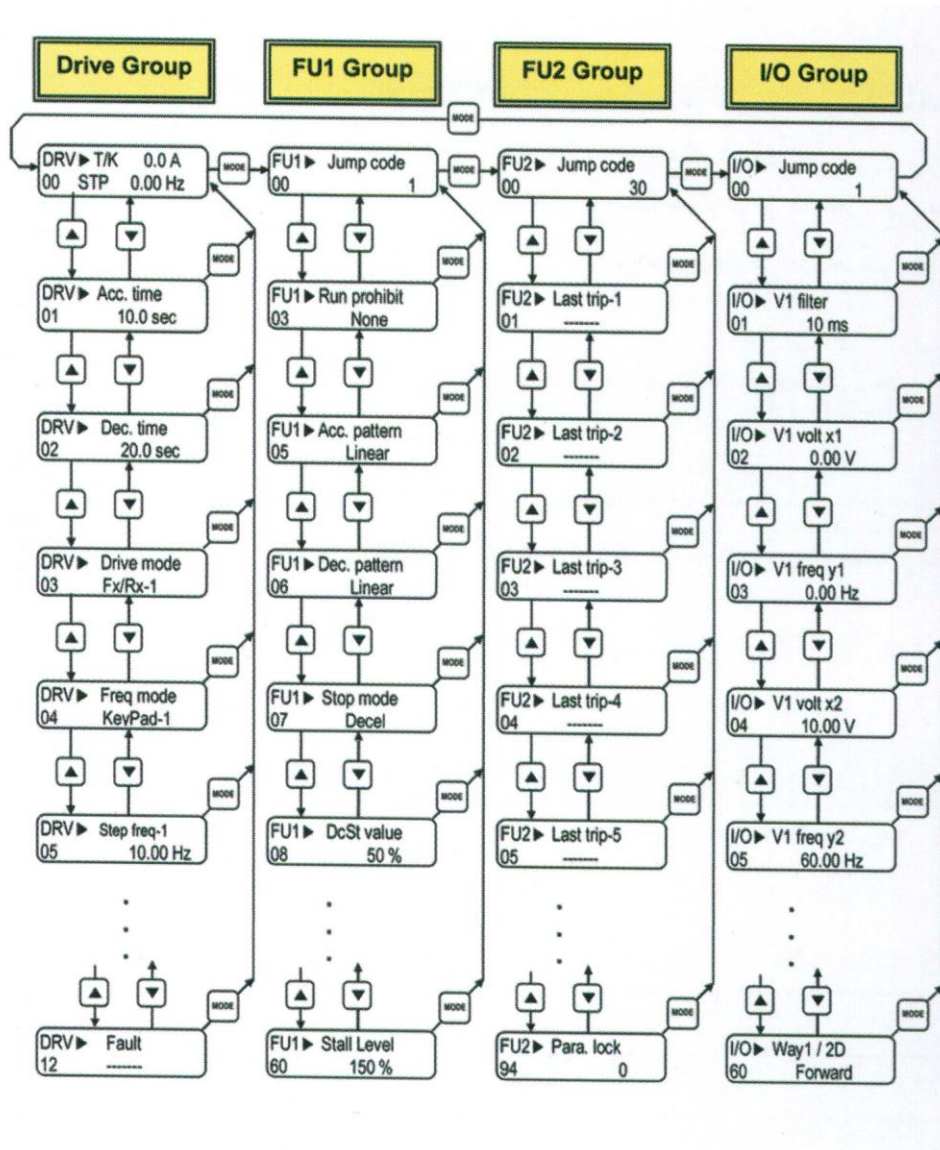 Drive Group
FU1 Group
FU2 Group
I/O Group
MODE
DRV▶ T/K 0.0 A
00 STP 0.00 Hz
MODE
FU1▶ Jump code
00 1
MODE
FU2▶ Jump code
00 30
MODE
I/O▶ Jump code
00 1
MODE
MODE
MODE
MODE
DRV▶ Acc. time
01 10.0 sec
FU1▶ Run prohibit
03 None
FU2▶ Last trip-1
01 -------
I/O▶ V1 filter
01 10 ms
MODE
MODE
MODE
MODE
DRV▶ Dec. time
02 20.0 sec
FU1▶ Acc. pattern
05 Linear
FU2▶ Last trip-2
02 -------
I/O▶ V1 volt x1
02 0.00 V
MODE
MODE
MODE
MODE
DRV▶ Drive mode
03 Fx/Rx-1
FU1▶ Dec. pattern
06 Linear
FU2▶ Last trip-3
03 -------
I/O▶ V1 freq y1
03 0.00 Hz
MODE
MODE
MODE
MODE
DRV▶ Freq mode
04 KeyPad-1
FU1▶ Stop mode
07 Decel
FU2▶ Last trip-4
04 -------
I/O▶ V1 volt x2
04 10.00 V
MODE
MODE
MODE
MODE
DRV▶ Step freq-1
05 10.00 Hz
FU1▶ DcSt value
08 50 %
FU2▶ Last trip-5
05 -------
I/O▶ V1 freq y2
05 60.00 Hz
MODE
MODE
MODE
MODE
DRV▶ Fault
12 -------
FU1▶ Stall Level
60 150 %
FU2▶ Para. lock
94 0
I/O▶ Way1 / 2D
60 Forward